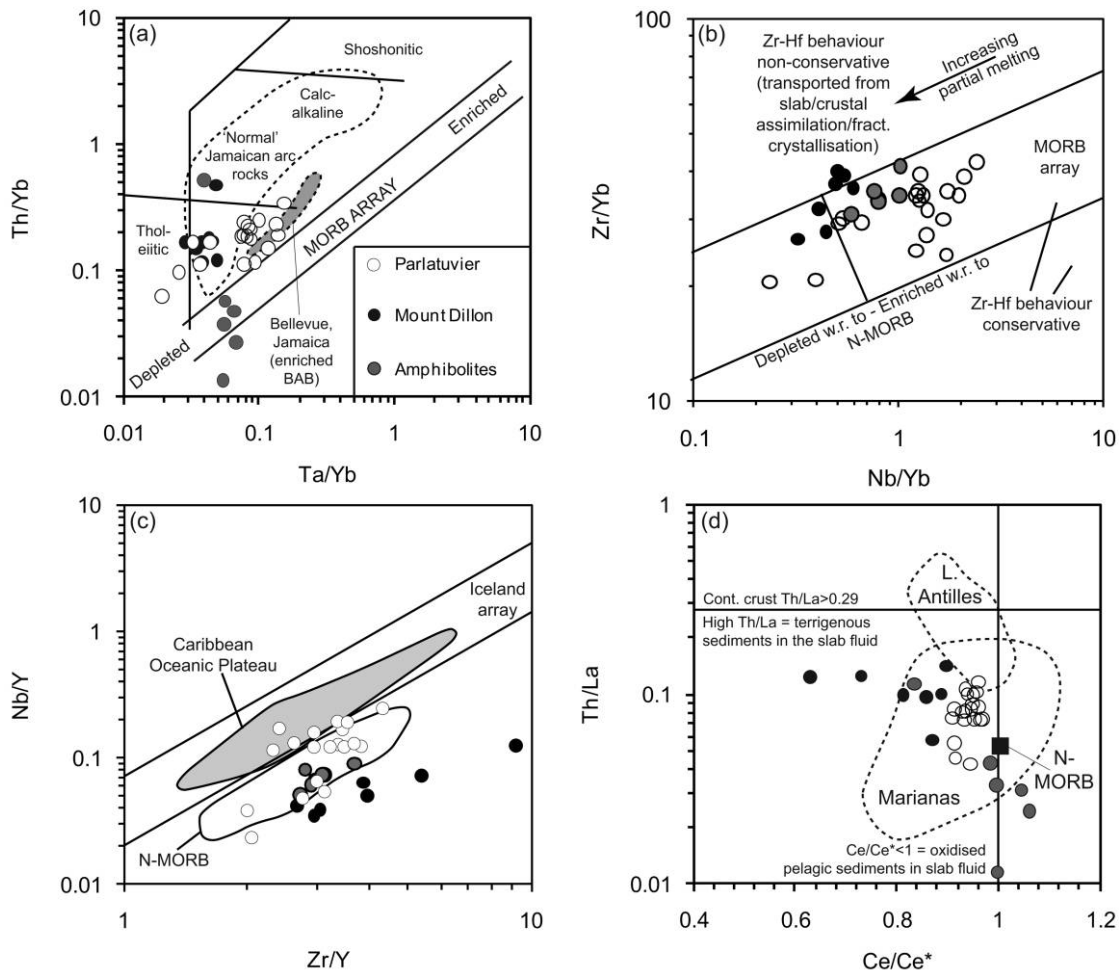 (a)
10
1
0.1
0.01
Th/Yb
0.01
0.1
1
10
Ta/Yb
Shoshonitic
Calc-
alkaline
'Normal'
Jamaican arc
rocks
Thol-
eiitic
Enriched
MORB ARRAY
Depleted
Bellevue,
Jamaica
(enriched
BAB)
Parlatuvier
Mount Dillon
Amphibolites
(b)
100
10
Zr/Yb
0.1
1
10
Nb/Yb
Zr-Hf behaviour
non-conservative
(transported from
slab/crustal
assimilation/fract.
crystallisation)
Increasing
partial melting
MORB
array
Depleted w.r. to - Enriched w.r. to
N-MORB
Zr-Hf behaviour
conservative
(c)
10
1
0.1
0.01
Nb/Y
1
10
Zr/Y
Caribbean
Oceanic Plateau
Iceland
array
N-MORB
(d)
1
0.1
0.01
Th/La
0.4
0.6
0.8
1
1.2
Ce/Ce*
L.
Antilles
Cont. crust Th/La>0.29
High Th/La = terrigenous
sediments in the slab fluid
Marianas
N-
MORB
Ce/Ce*<1 = oxidised
pelagic sediments in slab fluid